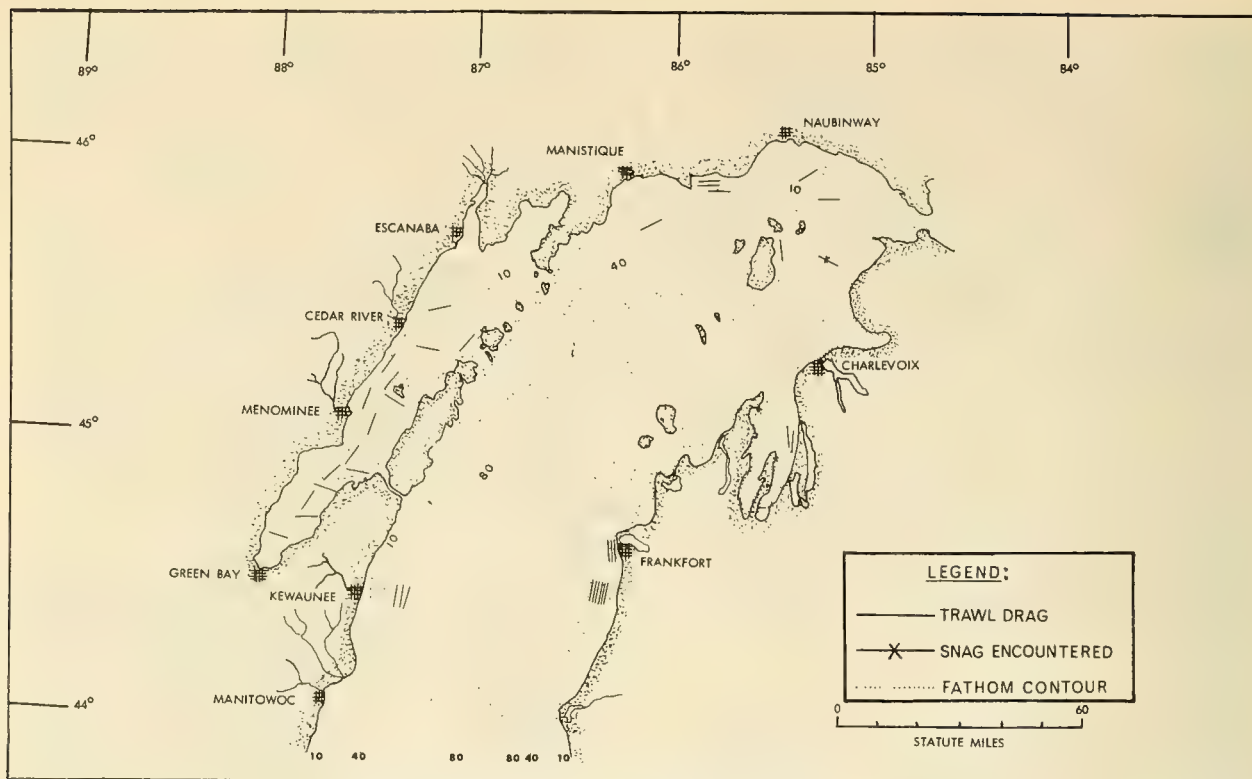 89° 88° 87° 86° 85° 84°
46°
NAUBINWAY
MANISTIQUE
10
ESCANABA
40
10
CEDAR RIVER
CHARLEVOIX
MENOMINEE
45°
80
10
FRANKFORT
GREEN BAY
KEWAUNEE
MANITOWOC
44°
10 40 80 80 40 10
LEGEND:
TRAWL DRAG
SNAG ENCOUNTERED
FATHOM CONTOUR
0 60
STATUTE MILES